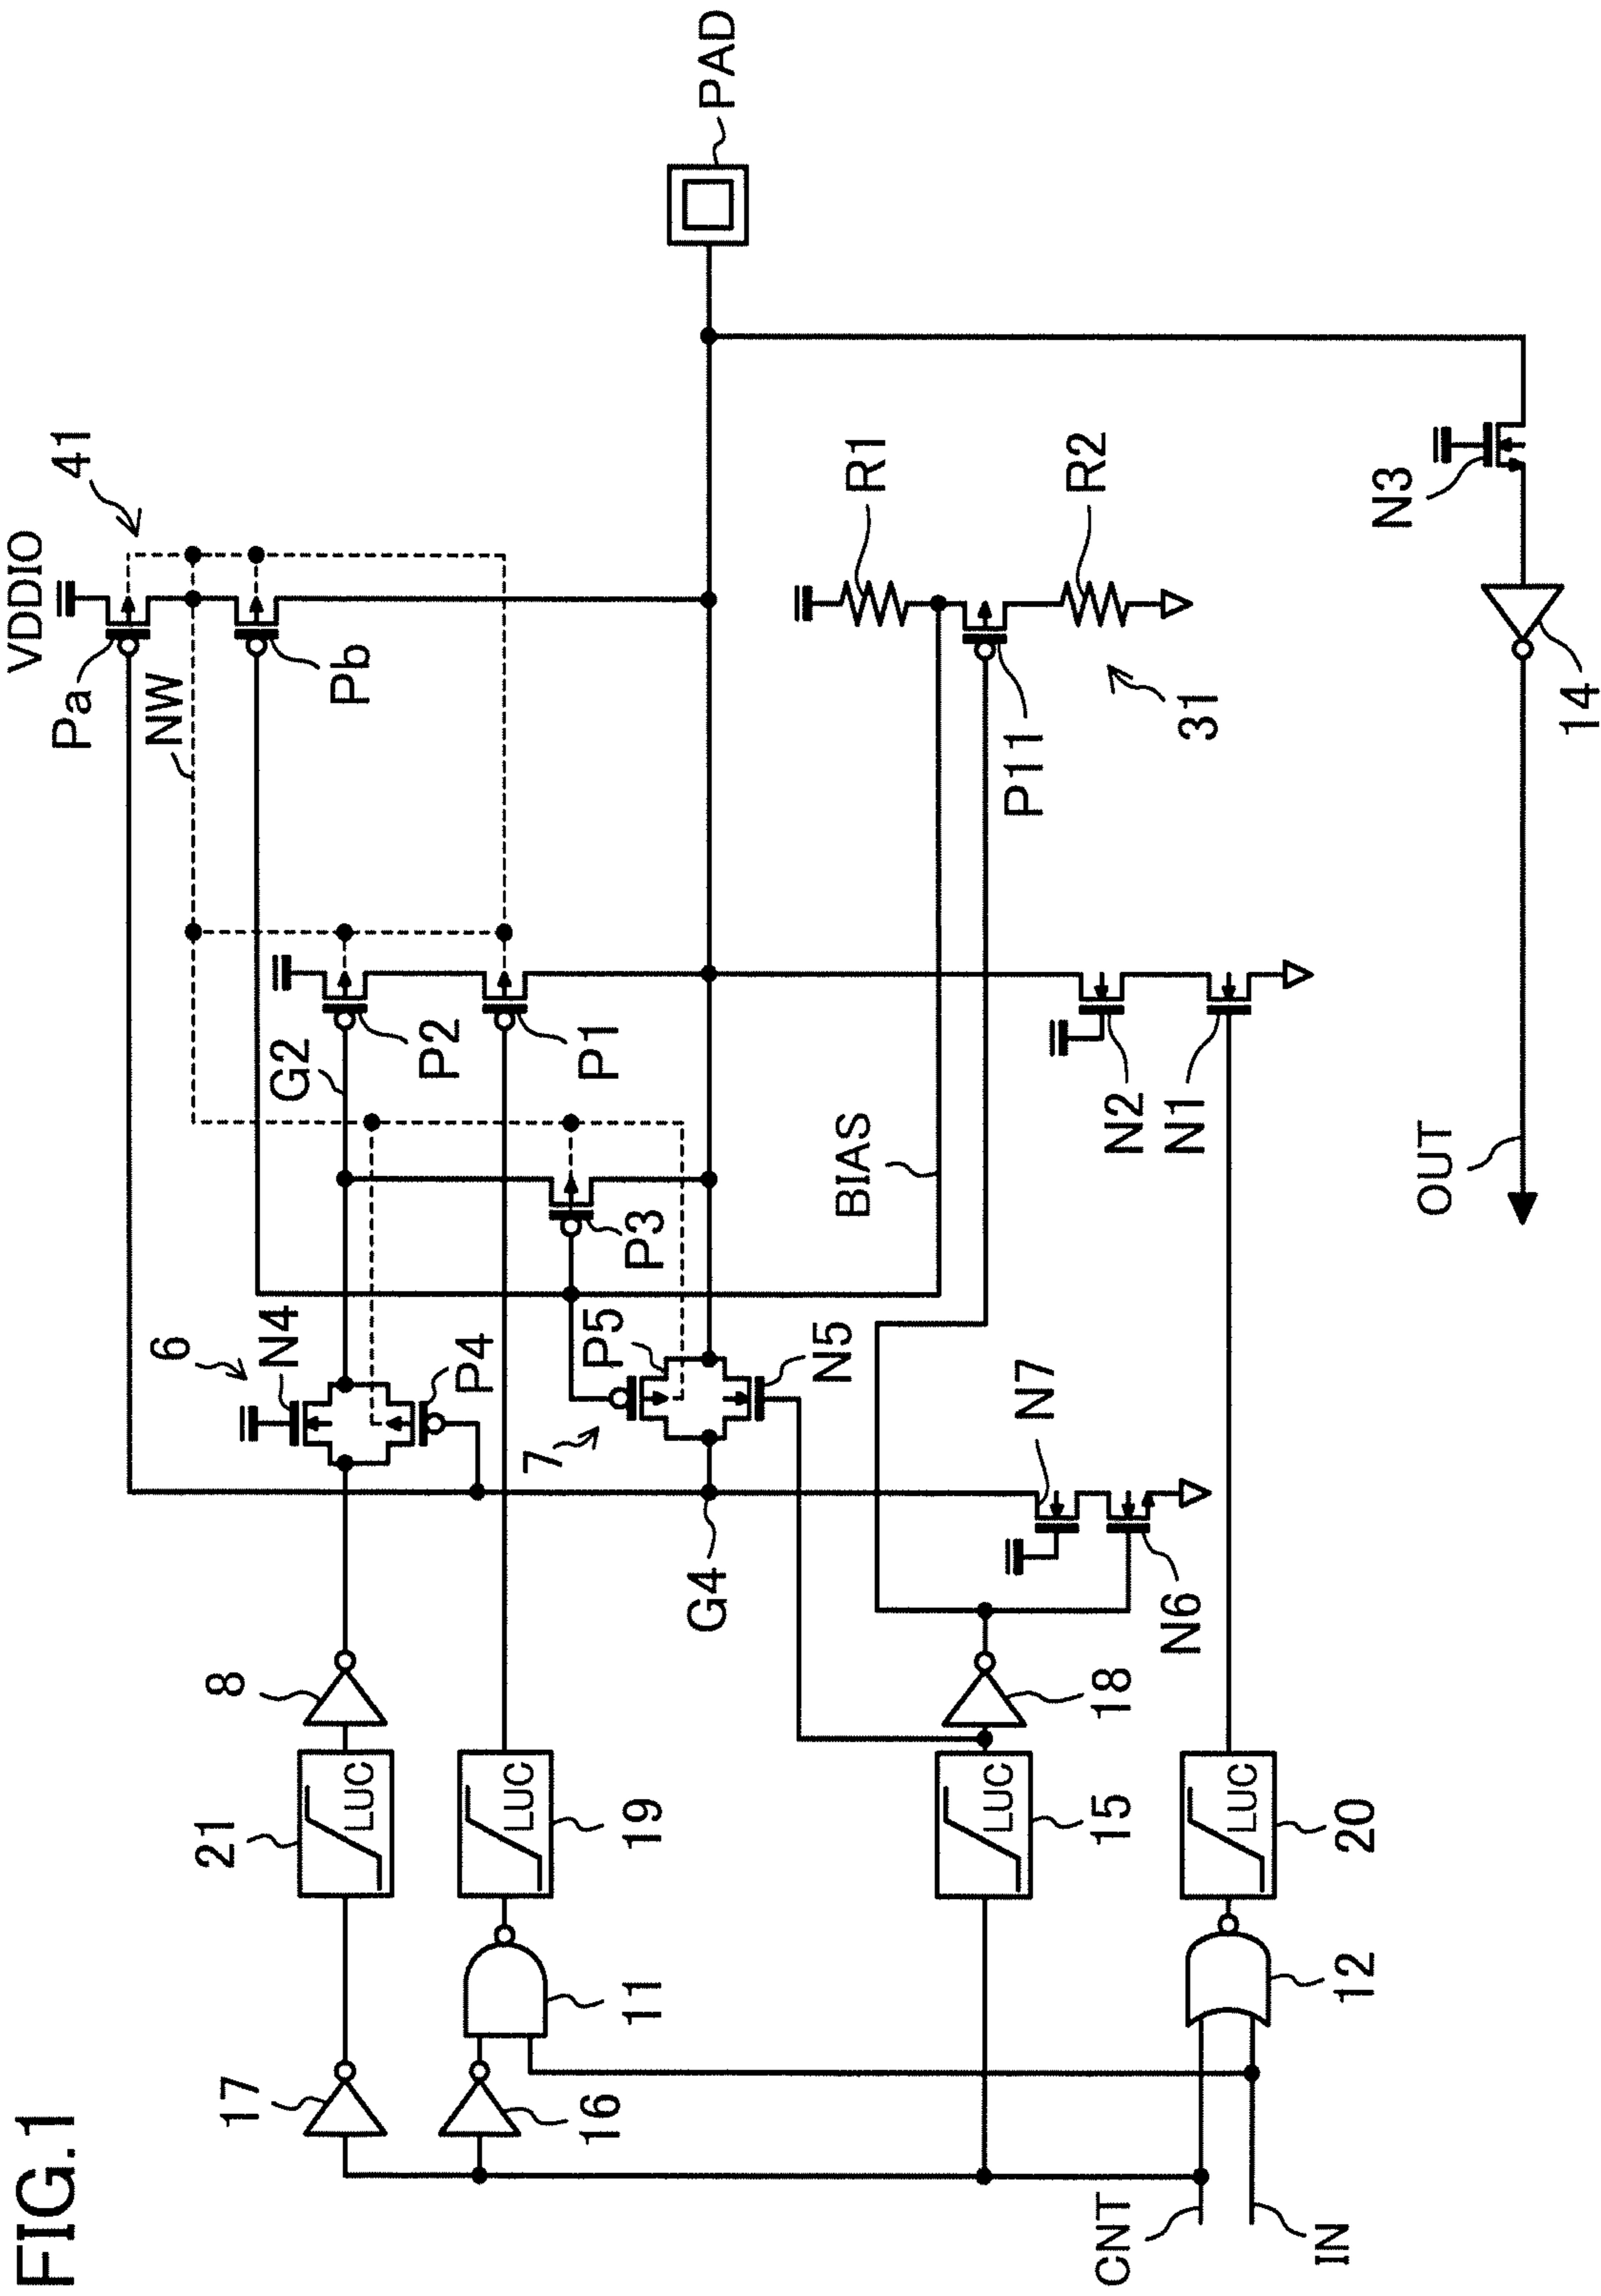 FIG.1
VDDIO
41
Pa
NW
Pb
PAD
G2
P2
P1
6
N4
P4
P3
P5
7
N5
R1
R2
BIAS
P11
31
N3
14
OUT
N2
N1
N7
N6
G4
8
18
21
LUC
19
LUC
15
LUC
20
LUC
17
16
11
12
CNT
IN